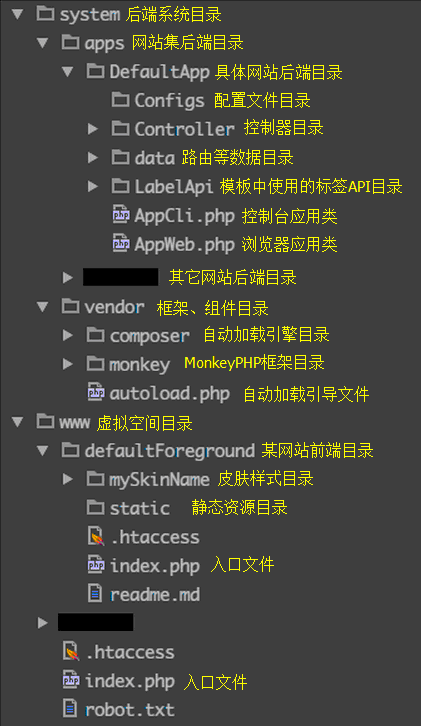 system 后端系统目录
apps 网站集后端目录
DefaultApp 具体网站后端目录
Configs 配置文件目录
Controller 控制器目录
data 路由等数据目录
LabelApi 模板中使用的标签API目录
php AppCli.php 控制台应用类
php AppWeb.php 浏览器应用类
其它网站后端目录
vendor 框架、组件目录
composer 自动加载引擎目录
monkey MonkeyPHP框架目录
php autoload.php 自动加载引导文件
www 虚拟空间目录
defaultForeground 某网站前端目录
mySkinName 皮肤样式目录
static 静态资源目录
.htaccess
php index.php 入口文件
readme.md
.htaccess
php index.php 入口文件
robot.txt